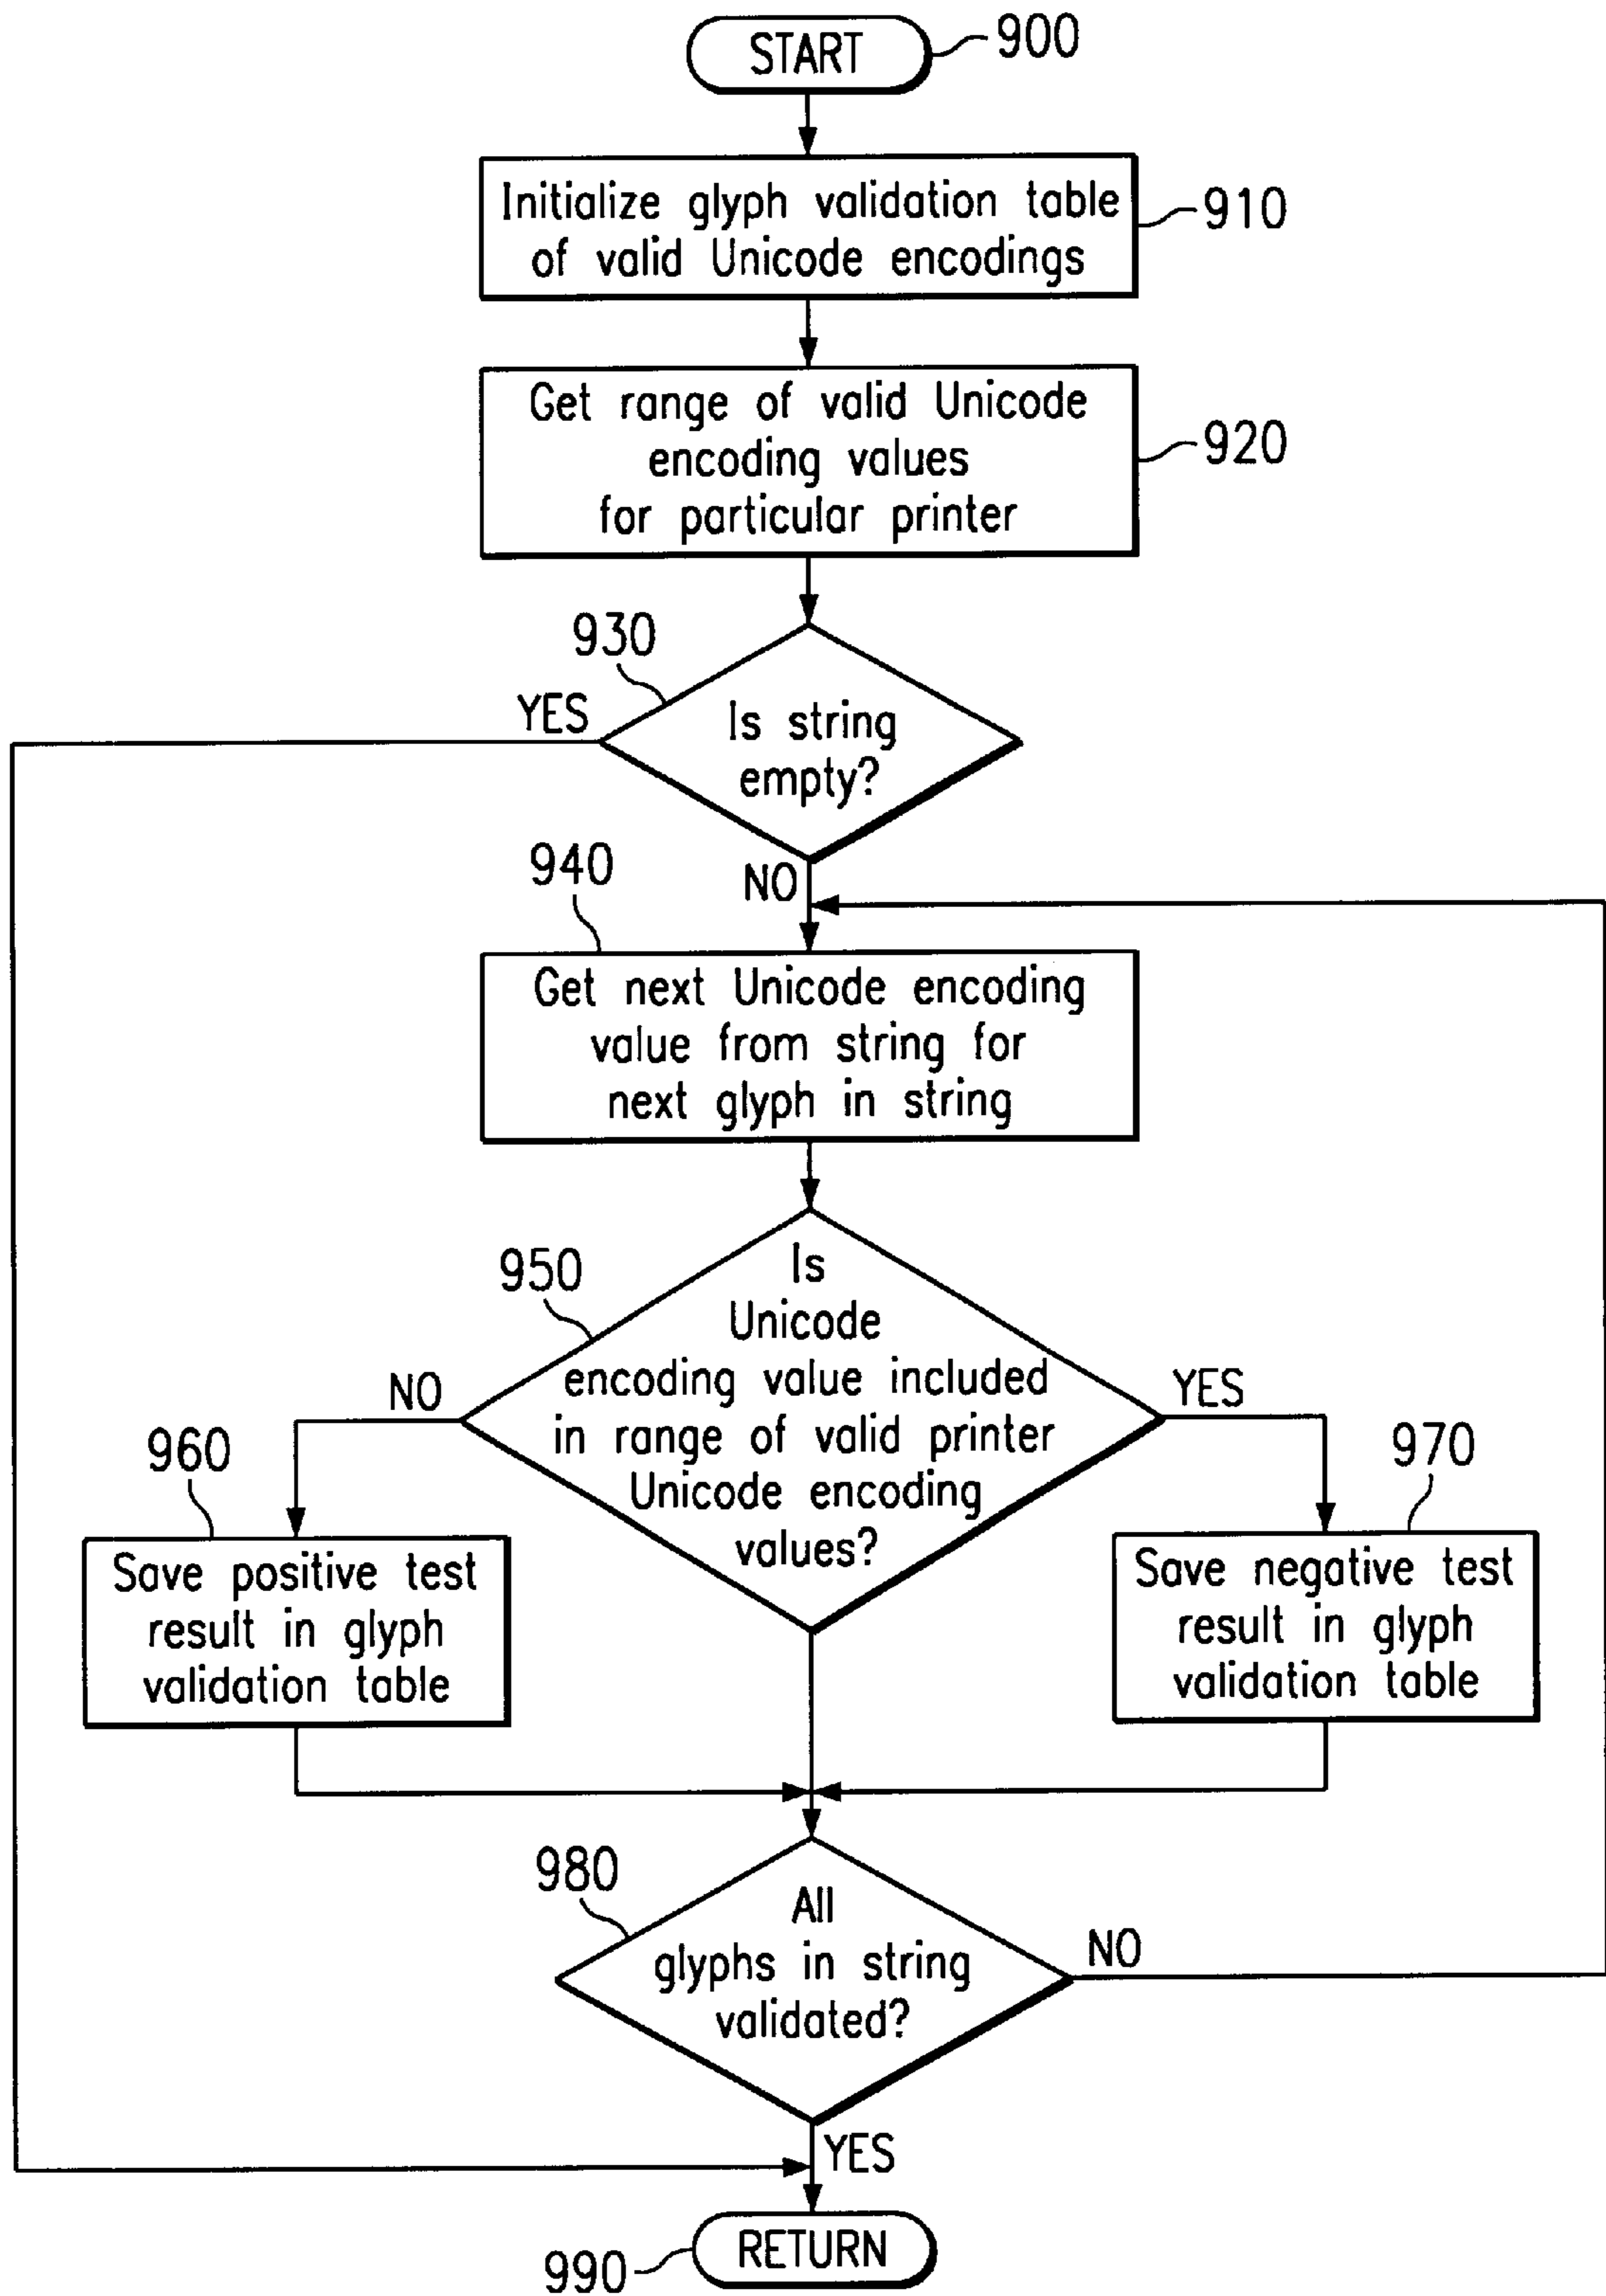 START
900
Initialize glyph validation table
of valid Unicode encodings
910
Get range of valid Unicode
encoding values
for particular printer
920
930
YES
Is string
empty?
NO
940
Get next Unicode encoding
value from string for
next glyph in string
950
Is
Unicode
encoding value included
in range of valid printer
Unicode encoding
values?
NO
YES
960
Save positive test
result in glyph
validation table
970
Save negative test
result in glyph
validation table
980
All
glyphs in string
validated?
NO
YES
RETURN
990